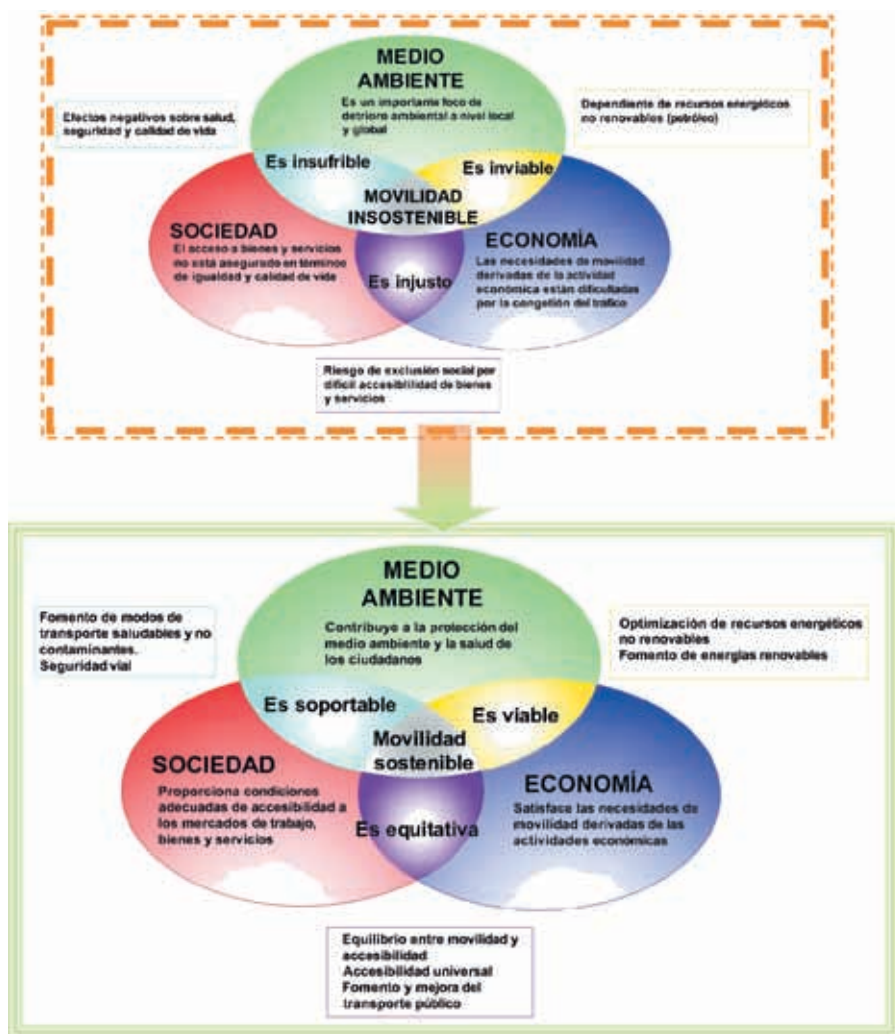 MEDIO
AMBIENTE
Es un importante foco de
deterioro ambiental a nivel local
y global
Efectos negativos sobre salud,
seguridad y calidad de vida
Dependiente de recursos energéticos
no renovables (petróleo)
Es insufrible
Es inviable
MOVILIDAD
INSOSTENIBLE
SOCIEDAD
El acceso a bienes y servicios
no está asegurado en términos
de igualdad y calidad de vida
ECONOMÍA
Las necesidades de movilidad
derivadas de la actividad
económica están dificultadas
por la congestión del trafico
Es injusto
Riesgo de exclusión social por
difícil accesiblilidad de bienes
y servicios
MEDIO
AMBIENTE
Contribuye a la protección del
medio ambiente y la salud de
los ciudadanos
Fomento de modos de
transporte saludables y no
contaminantes.
Seguridad vial
Optimización de recursos energéticos
no renovables
Fomento de energías renovables
Es soportable
Es viable
Movilidad
sostenible
SOCIEDAD
Proporciona condiciones
adecuadas de accesibilidad a
los mercados de trabajo,
bienes y servicios
ECONOMÍA
Satisface las necesidades de
movilidad derivadas de las
actividades económicas
Es equitativa
Equilibrio entre movilidad y
accesibilidad
Accesibilidad universal
Fomento y mejora del
transporte público